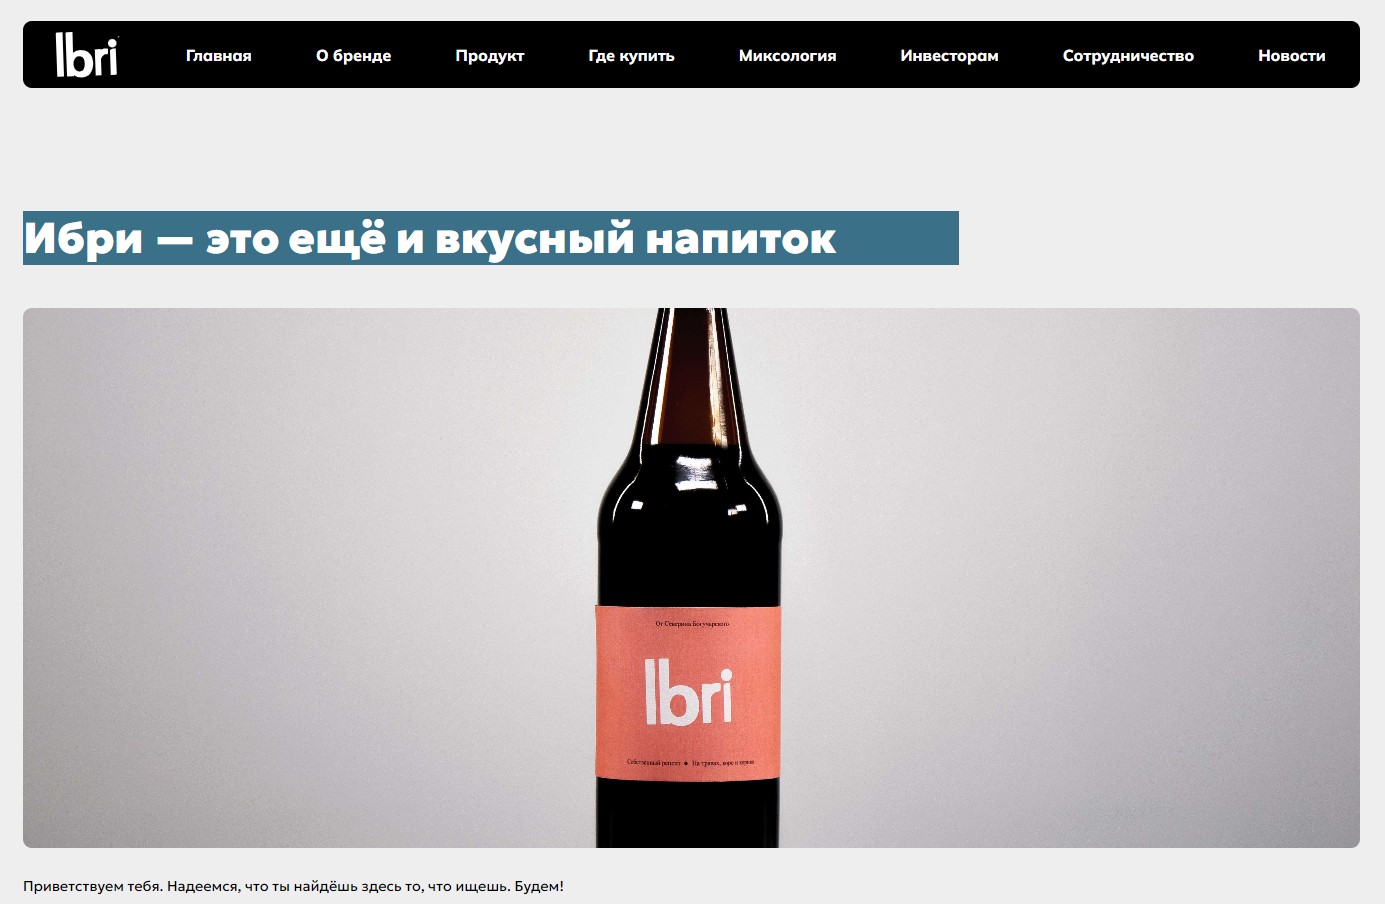 Ibri
Главная О бренде Продукт Где купить Миксология Инвесторам Сотрудничество Новости
Ибри — это ещё и вкусный напиток
От Северина Богучарского
Ibri
Собственный рецепт • На травах, коре и корнях
Приветствуем тебя. Надеемся, что ты найдёшь здесь то, что ищешь. Будем!